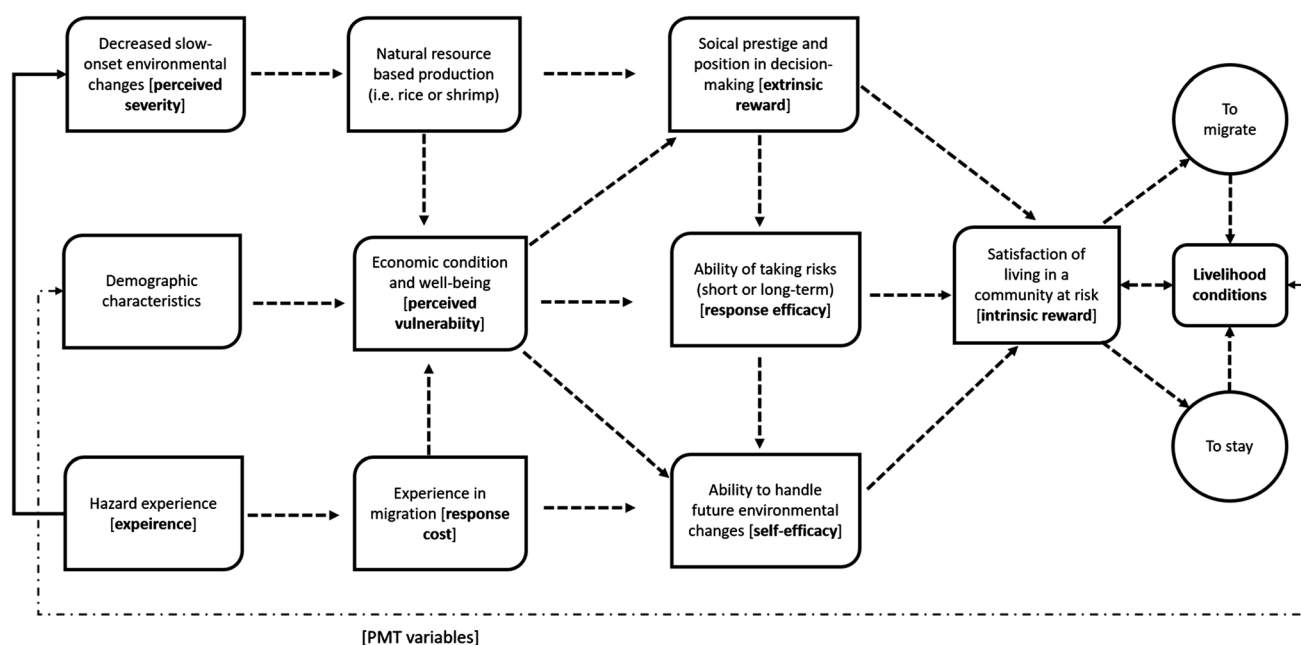 Decreased slow-
onset environmental
changes [perceived
severity]
Natural resource
based production
(i.e. rice or shrimp)
Soical prestige and
position in decision-
making [extrinsic
reward]
To
migrate
Demographic
characteristics
Economic condition
and well-being
[perceived
vulnerabiity]
Ability of taking risks
(short or long-term)
[response efficacy]
Satisfaction of
living in a
community at risk
[intrinsic reward]
Livelihood
conditions
Hazard experience
[expeirence]
Experience in
migration [response
cost]
Ability to handle
future environmental
changes [self-efficacy]
To stay
[PMT variables]